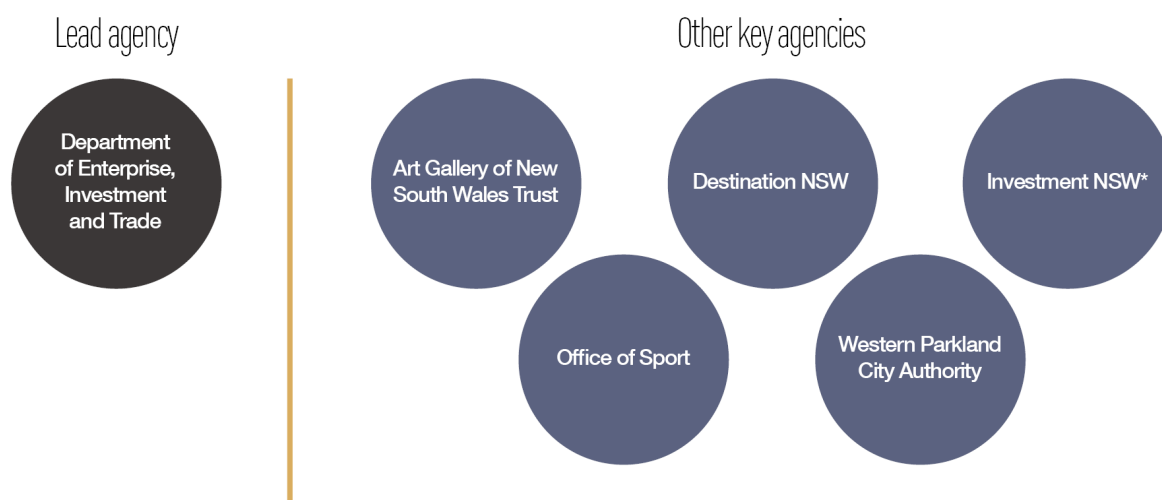 Lead agency
Other key agencies
Department
of Enterprise,
Investment
and Trade
Art Gallery of New
South Wales Trust
Destination NSW
Investment NSW*
Office of Sport
Western Parkland
City Authority